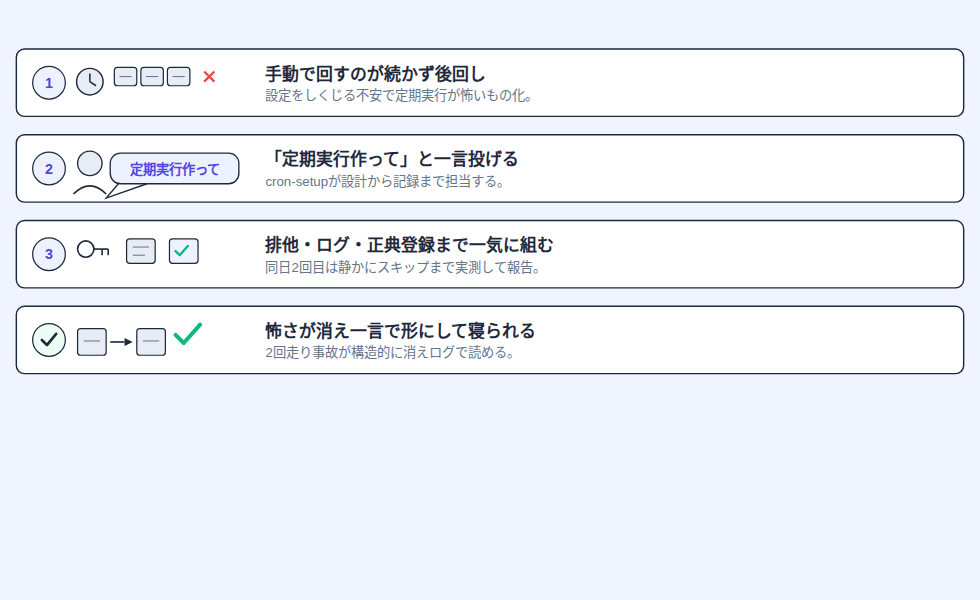 1
手動で回すのが続かず後回し
設定をしくじる不安で定期実行が怖いもの化。
2
定期実行作って
「定期実行作って」と一言投げる
cron-setupが設計から記録まで担当する。
3
排他・ログ・正典登録まで一気に組む
同日2回目は静かにスキップまで実測して報告。
怖さが消え一言で形にして寝られる
2回走り事故が構造的に消えログで読める。